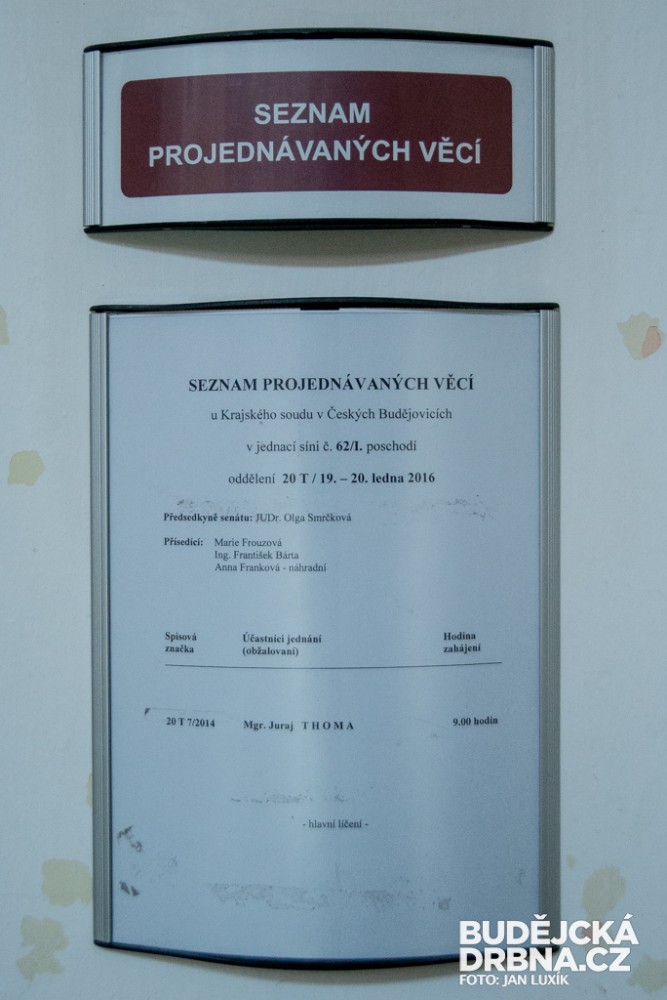 SEZNAM
PROJEDNÁVANÝCH VĚCÍ
SEZNAM PROJEDNÁVANÝCH VĚCÍ
u Krajského soudu v Českých Budějovicích
v jednací síni č. 62/I. poschodí
oddělení 20 T / 19. – 20. ledna 2016
Předsedkyně senátu: JUDr. Olga Smrčková
Přísedící: Marie Frouzová
Ing. František Bárta
Anna Franková - náhradní
Spisová značka
Účastníci jednání (obžalovaní)
Hodina zahájení
20 T 7/2014 Mgr. Juraj T H O M A 9.00 hodin
- hlavní líčení -
BUDĚJCKÁ
DRBNA.CZ
FOTO: JAN LUXÍK